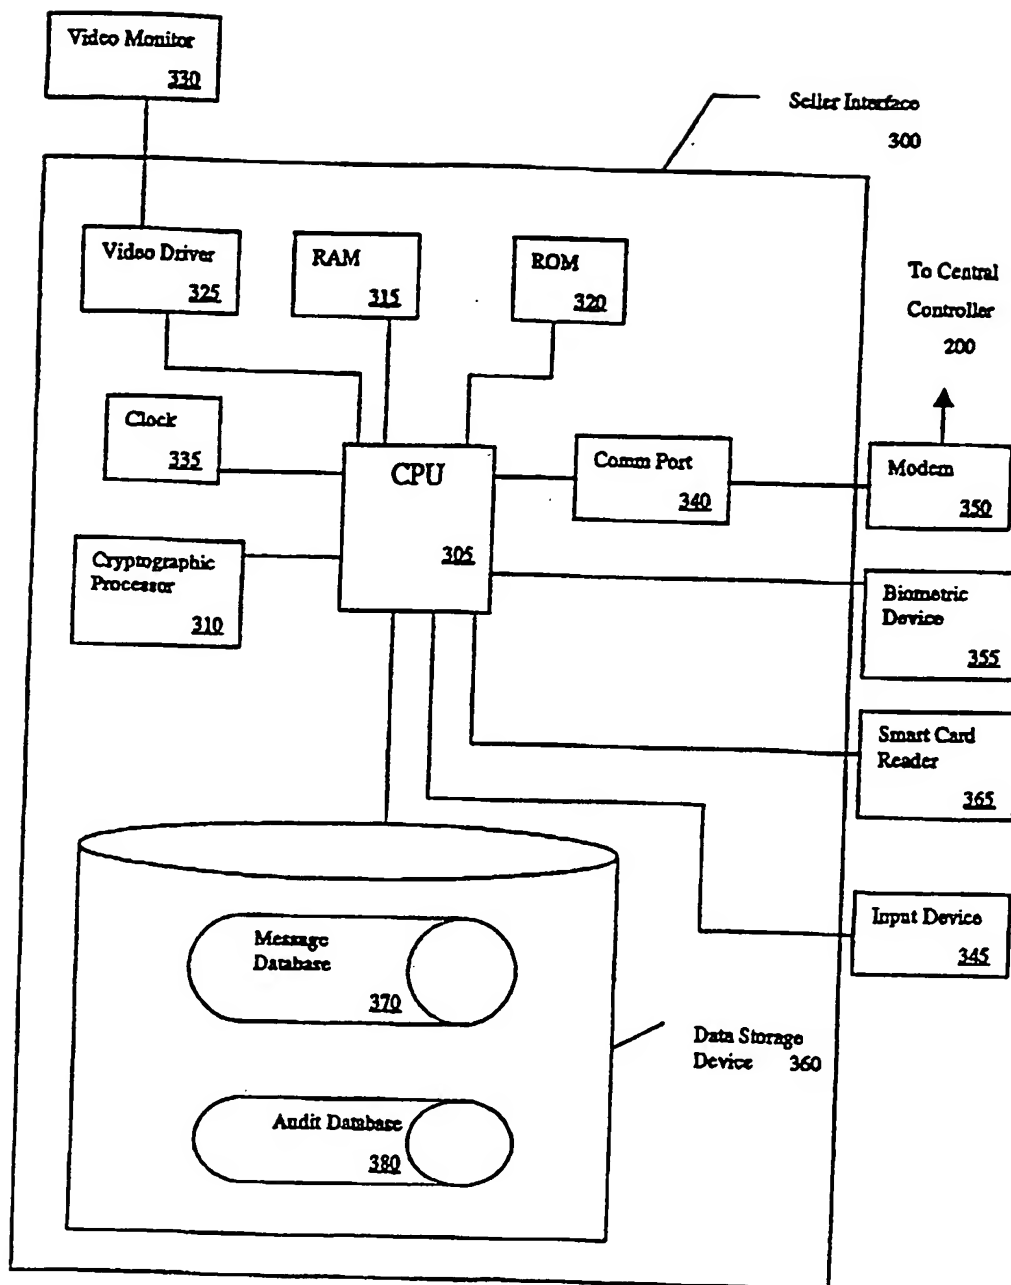 Video Monitor
330
Seller Interface
300
Video Driver
325
RAM
315
ROM
320
To Central
Controller
200
Clock
335
CPU
305
Comm Port
340
Modem
350
Cryptographic
Processor
310
Biometric
Device
355
Smart Card
Reader
365
Message
Database
370
Input Device
345
Data Storage
Device 360
Audit Database
380